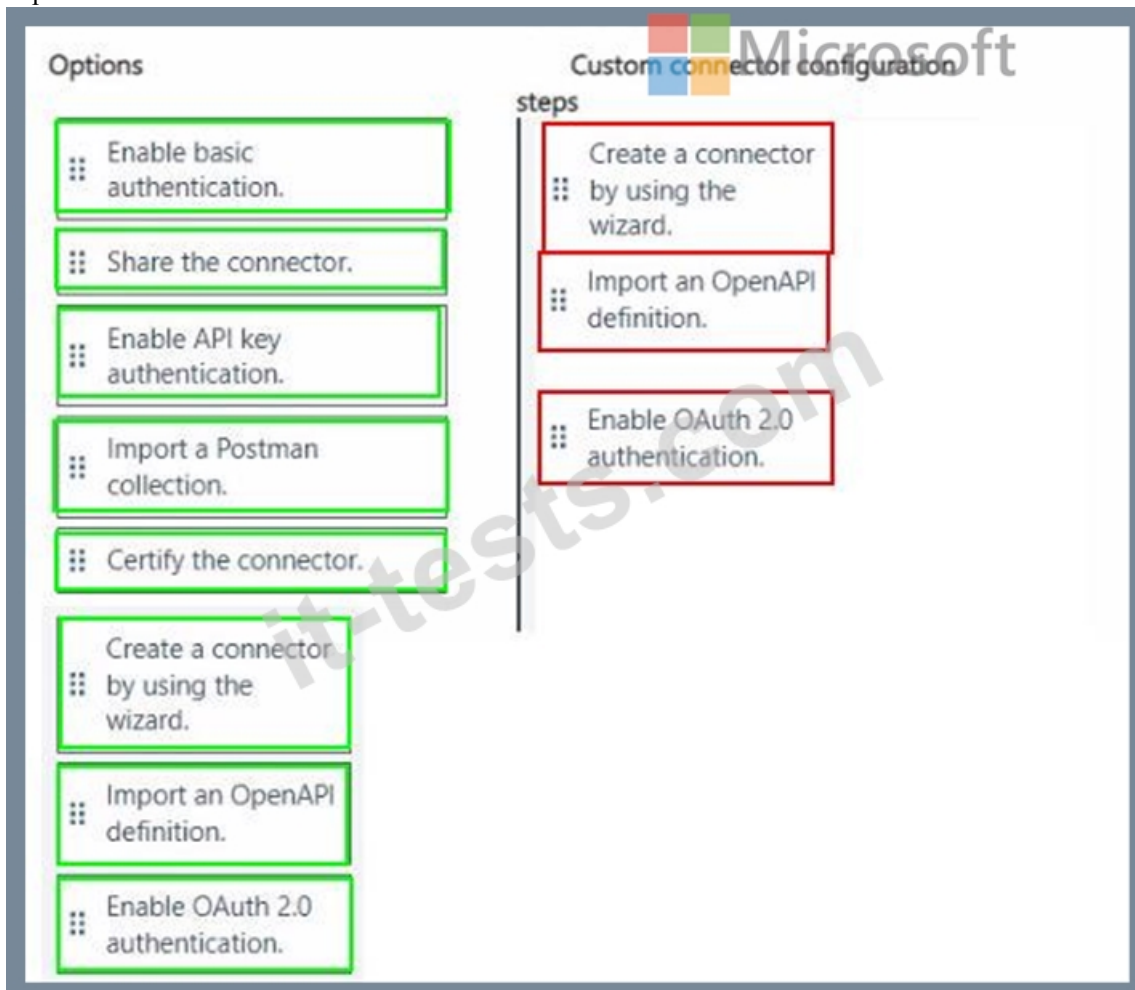 Microsoft
Options
Custom connector configuration
steps
Enable basic
authentication.
Share the connector.
Enable API key
authentication.
Import a Postman
collection.
Certify the connector.
Create a connector
by using the
wizard.
Import an OpenAPI
definition.
Enable OAuth 2.0
authentication.
Create a connector
by using the
wizard.
Import an OpenAPI
definition.
Enable OAuth 2.0
authentication.
it-tests.com